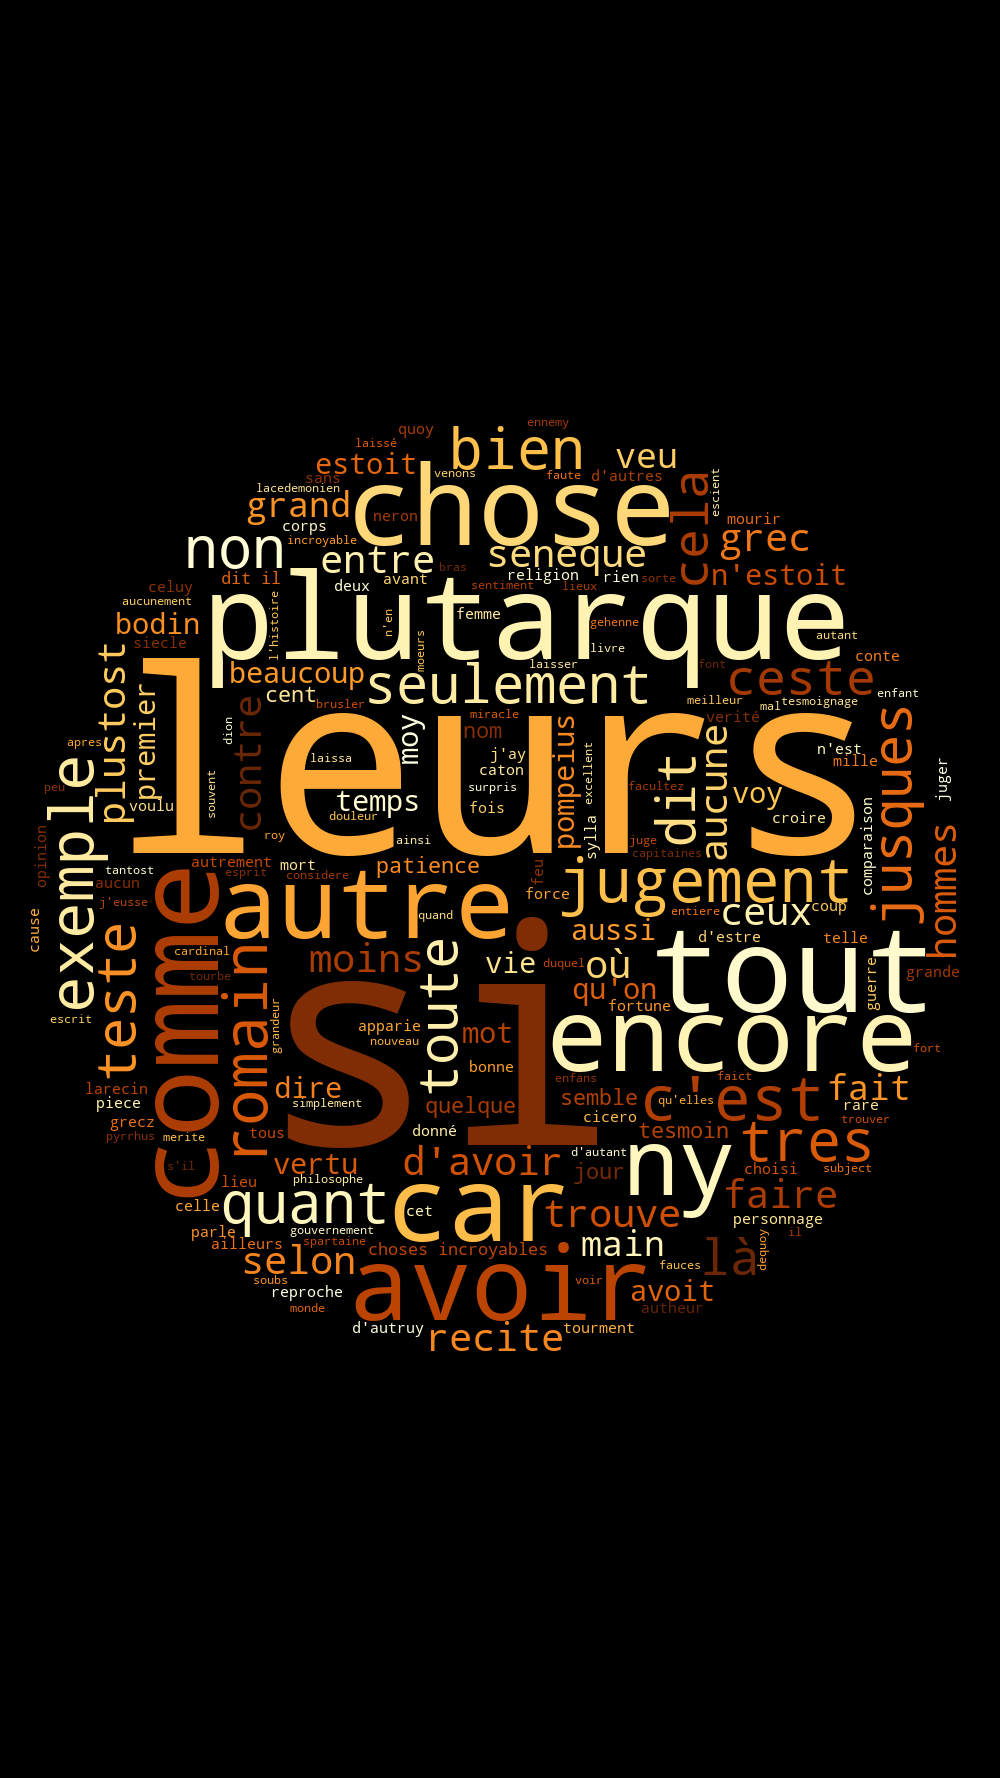 ennemy
quoy
laissé
bien
veu
estoit
venons
faute
d'autres
sans
chose
cela
escient
lacedemonien
grand
neron
mourir
corps
grec
non
incroyable
entre
seneque
dit il
deux
avant
bras
religion
rien
sorte
n'estoit
celuy
sentiment
lieux
aucunement
l'histoire
plutarque
n'en
femme
gehenne
bodin
autant
siecle
moeurs
livre
plustost
beaucoup
seulement
laisser
font
conte
ceste
premier
cent
brusler
meilleur
mal
tesmoignage
enfant
contre
dion
leurs
moy
miracle
nom
pompeius
verité
jusques
apres
laissa
j'ay
excellent
aucune
n'est
mille
exemple
caton
dit
juger
peu
souvent
surpris
facultez
voy
voulu
temps
fois
croire
douleur
comparaison
opinion
roy
ainsi
sylla
juge
hommes
capitaines
tantost
autrement
mort
patience
feu
jugement
aucun
esprit
considere
j'eusse
comme
autre
quand
force
entiere
ceux
coup
cause
teste
aussi
d'estre
telle
cardinal
romain
moins
toute
vie
duquel
où
tout
guerre
grande
tourbe
qu'on
fortune
escrit
grandeur
si
apparie
mot
encore
nouveau
fort
bonne
enfans
faict
larecin
dire
semble
c'est
qu'elles
fait
piece
simplement
quelque
rare
grecz
cicero
trouver
pyrrhus
merite
tous
donné
tesmoin
tres
s'il
vertu
d'avoir
d'autant
jour
ny
choisi
subject
lieu
philosophe
faire
celle
quant
cet
car
trouve
personnage
parle
gouvernement
il
ailleurs
spartaine
choses incroyables
main
là
dequoy
selon
fauces
soubs
avoir
voir
reproche
avoit
monde
autheur
d'autruy
recite
tourment